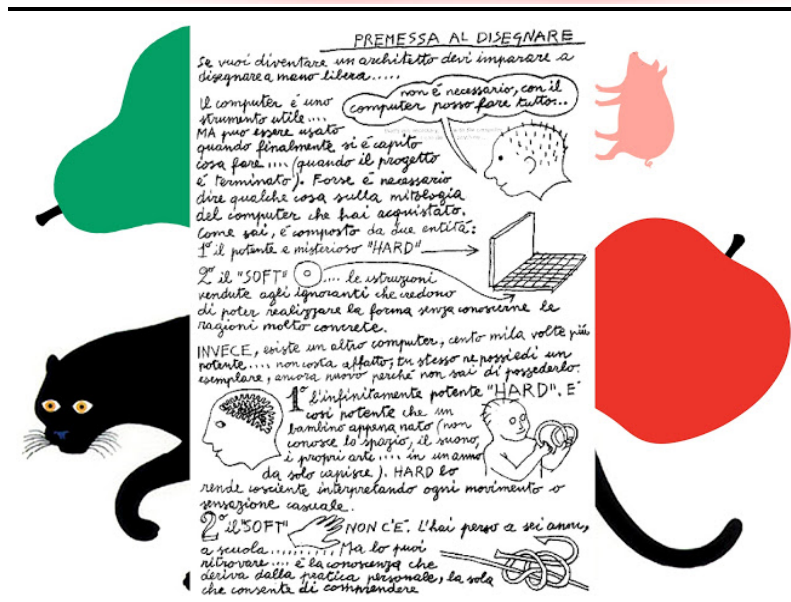 PREMESSA AL DISEGNARE
Se vuoi diventare un architetto devi imparare a
disegnare a mano libera.....
Il computer è uno
strumento utile....
MA può essere usato
quando finalmente si è capito
cosa fare .... (quando il progetto
è terminato). Forse è necessario
dire qualche cosa sulla mitologia
del computer che hai acquistato.
Come sai, è composto da due entità:
1° il potente e misterioso "HARD"
non è necessario, con il
computer posso fare tutto...
2° il "SOFT" .... le istruzioni
vendute agli ignoranti che credono
di poter realizzare la forma senza conoscerne le
ragioni molto concrete.
INVECE, esiste un altro computer, cento mila volte più
potente.... non costa affatto; tu stesso ne possiedi un
esemplare, ancora nuovo perché non sai di possederlo.
1° l'infinitamente potente "HARD". È
così potente che un
bambino appena nato (non
conosce lo spazio, il suono,
i propri arti .... in un anno
da solo capisce). HARD lo
rende cosciente interpretando ogni movimento o
sensazione casuale.
2° il "SOFT" NON C'È. L'hai perso a sei anni,
a scuola .......... Ma lo puoi
ritrovare .... è la conoscenza che
deriva dalla pratica personale, la sola
che consente di comprendere